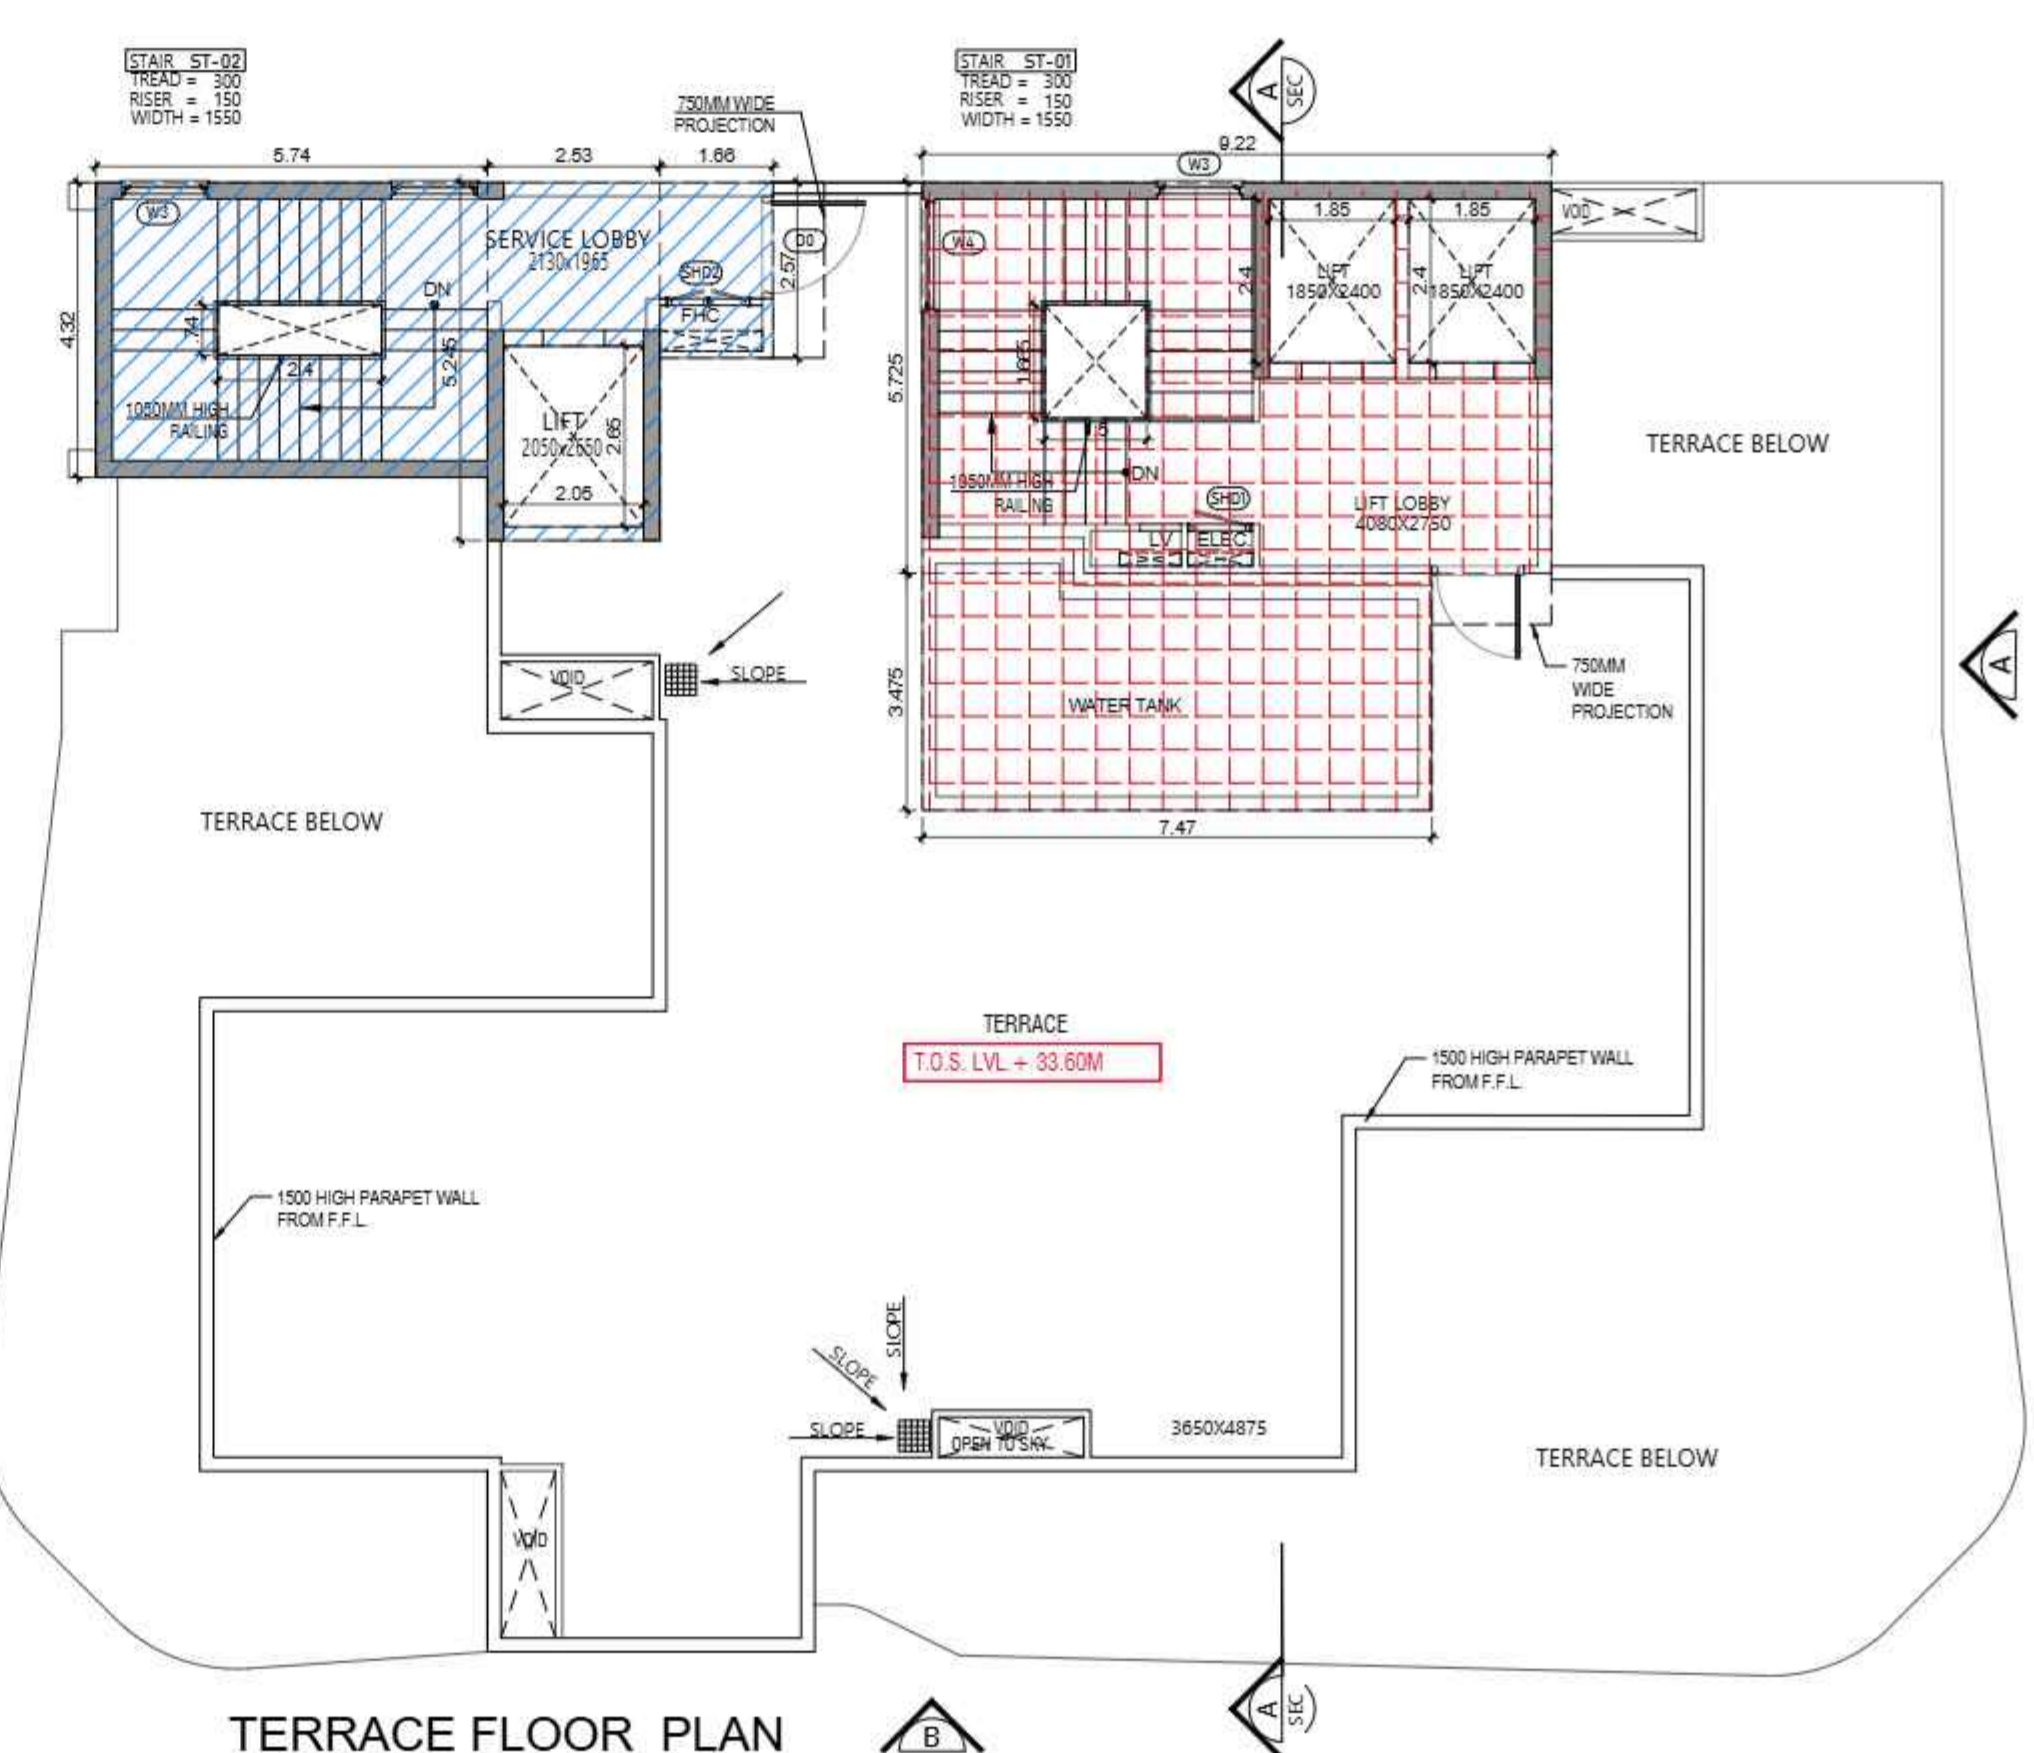 STAIR ST-02
TREAD = 300
RISER = 150
WIDTH = 1550
750MM WIDE
PROJECTION
STAIR ST-01
TREAD = 300
RISER = 150
WIDTH = 1550
A
SEC
5.74
2.53
1.66
9.22
W3
W3
SERVICE LOBBY
2130x1965
D0
W4
1.85
1.85
VOID
SHD2
2.57
2.4
LIFT
1850X2400
2.4
LIFT
1850X2400
DN
FHC
4.32
.74
5.245
2.4
5.725
1050MM HIGH
RAILING
LIFT
2050x2650
2.65
2.05
TERRACE BELOW
DN
1050MM HIGH
RAILING
SHD1
LIFT LOBBY
4080X2750
LV
ELEC.
VOID
SLOPE
3.475
WATER TANK
750MM
WIDE
PROJECTION
A
TERRACE BELOW
7.47
TERRACE
T.O.S. LVL + 33.60M
1500 HIGH PARAPET WALL
FROM F.F.L.
1500 HIGH PARAPET WALL
FROM F.F.L.
SLOPE
SLOPE
SLOPE
VOID
OPEN TO SKY
3650X4875
TERRACE BELOW
VOID
TERRACE FLOOR PLAN
B
A
SEC